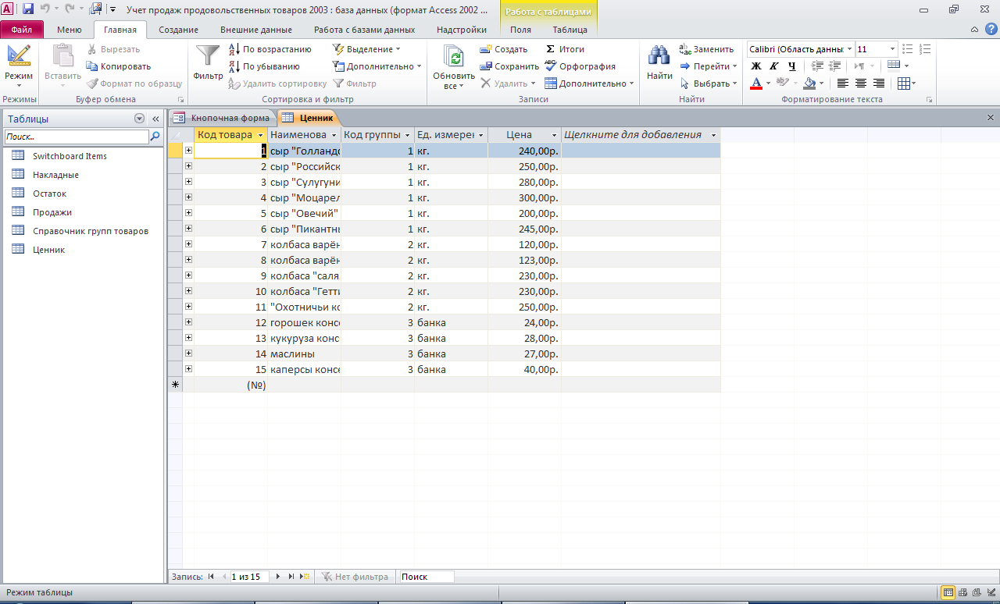 Учет продаж продовольственных товаров 2003 : база данных (формат Access 2002 ...
Работа с таблицами
Файл Меню Главная Создание Внешние данные Работа с базами данных Надстройки Поля Таблица
Режим
Режимы
Вставить
Вырезать
Копировать
Формат по образцу
Буфер обмена
Фильтр
По возрастанию
По убыванию
Удалить сортировку
Выделение
Дополнительно
Фильтр
Сортировка и фильтр
Обновить
все
Создать
Сохранить
Удалить
Итоги
Орфография
Дополнительно
Записи
Найти
Заменить
Перейти
Выбрать
Найти
Calibri (Область данны 11
Ж К Ч
Форматирование текста
Таблицы
Поиск...
Switchboard Items
Накладные
Остаток
Продажи
Справочник групп товаров
Ценник
Кнопочная форма Ценник
Код товара Наименова Код группы Ед. измерен Цена Щелкните для добавления
1 сыр "Голландс 1 кг. 240,00р.
2 сыр "Российск 1 кг. 250,00р.
3 сыр "Сулугуни 1 кг. 280,00р.
4 сыр "Моцарел 1 кг. 300,00р.
5 сыр "Овечий" 1 кг. 200,00р.
6 сыр "Пикантны 1 кг. 245,00р.
7 колбаса варён 2 кг. 120,00р.
8 колбаса варён 2 кг. 123,00р.
9 колбаса "саля 2 кг. 230,00р.
10 колбаса "Гетти 2 кг. 230,00р.
11 "Охотничьи ко 2 кг. 250,00р.
12 горошек консе 3 банка 24,00р.
13 кукуруза конс 3 банка 28,00р.
14 маслины 3 банка 27,00р.
15 каперсы консе 3 банка 40,00р.
(№)
Запись: 1 из 15 Нет фильтра Поиск
Режим таблицы